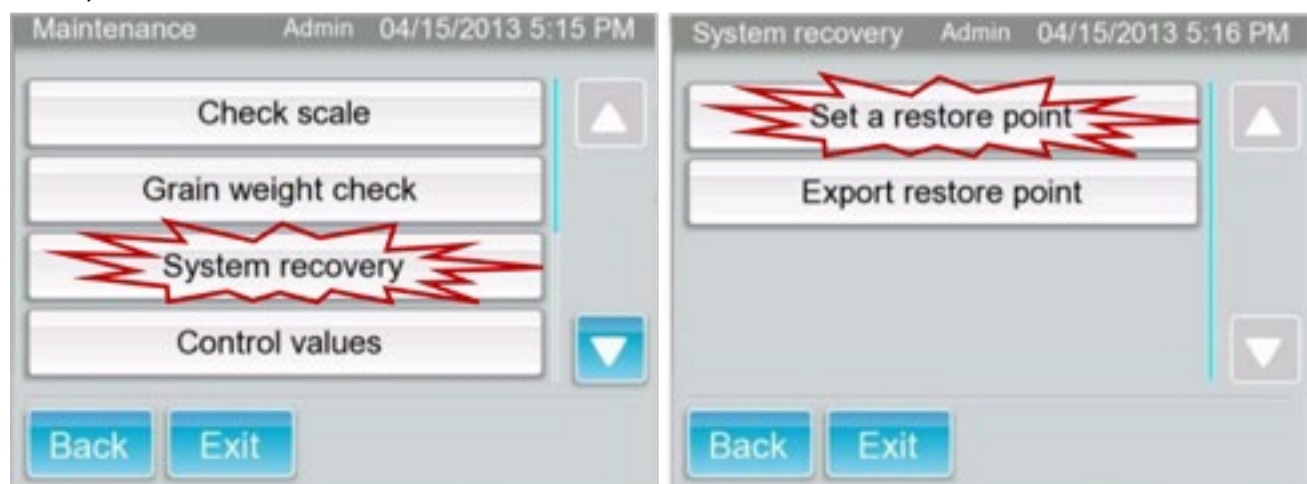 Maintenance Admin 04/15/2013 5:15 PM
Check scale
Grain weight check
System recovery
Control values
Back Exit
System recovery Admin 04/15/2013 5:16 PM
Set a restore point
Export restore point
Back Exit